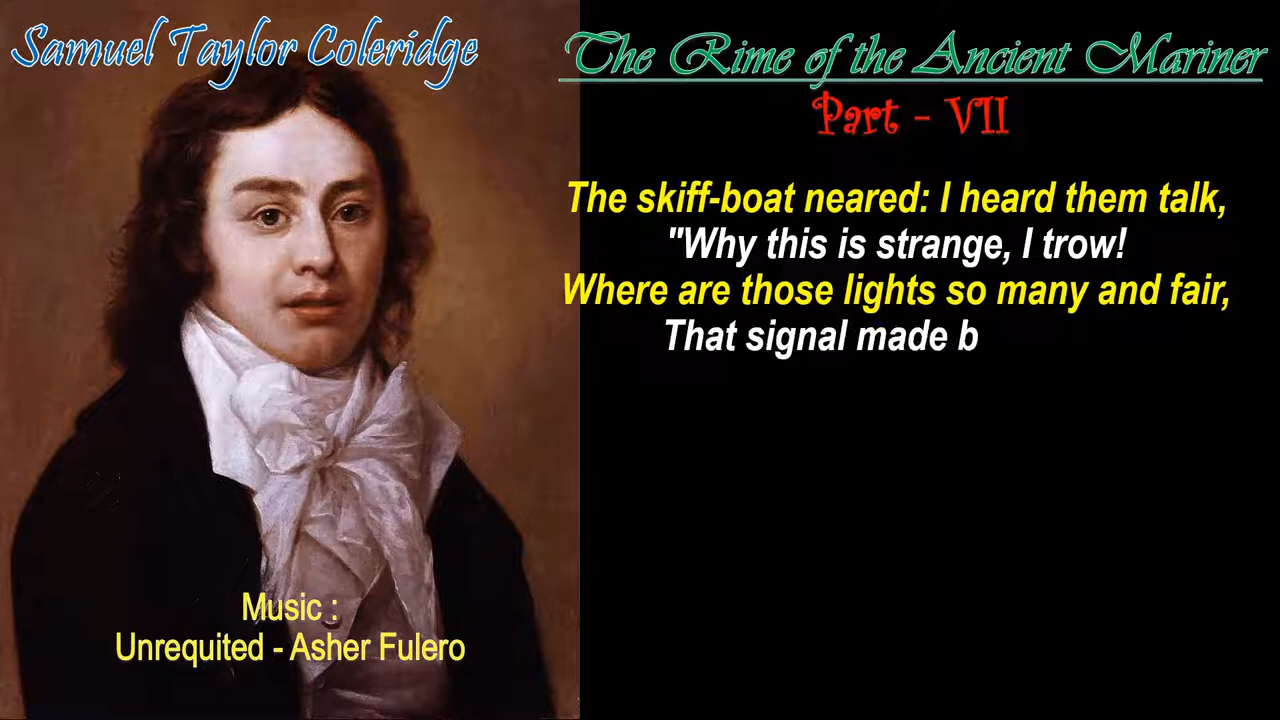 Samuel Taylor Coleridge
The Rime of the Ancient Mariner
Part - VII
The skiff-boat neared: I heard them talk,
"Why this is strange, I trow!
Where are those lights so many and fair,
That signal made b
Music :
Unrequited - Asher Fulero